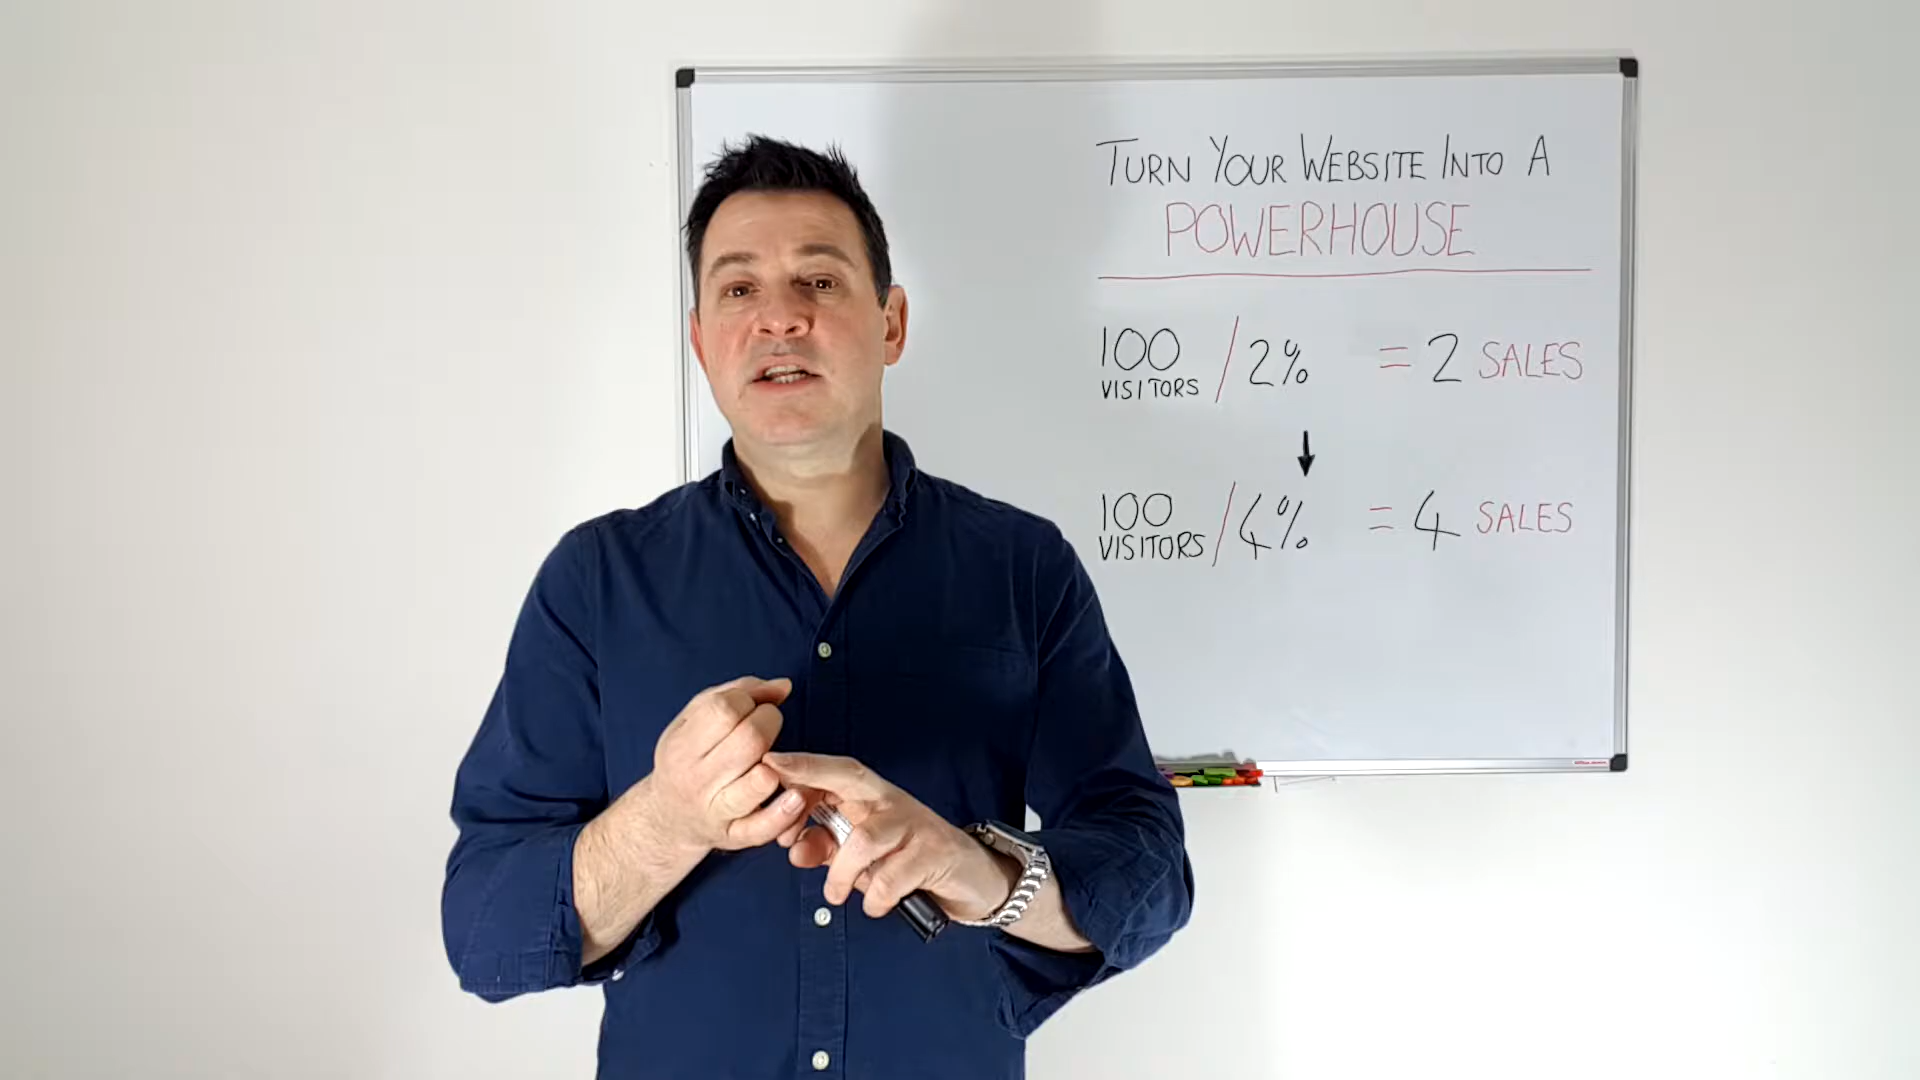 TURN YOUR WEBSITE INTO A
POWERHOUSE
100 VISITORS / 2% = 2 SALES
100 VISITORS / 4% = 4 SALES